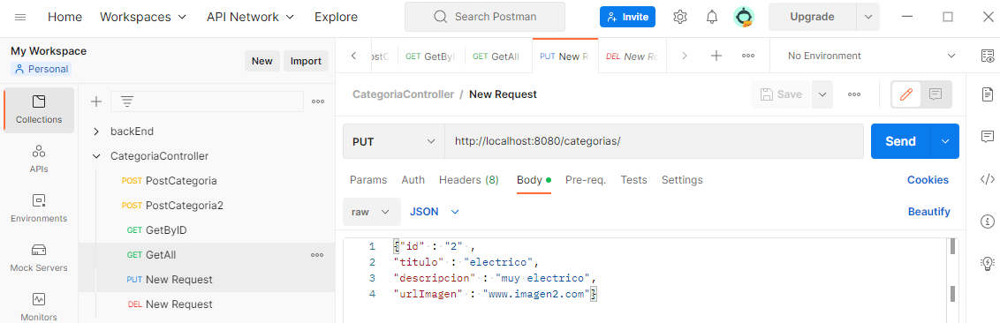 Home Workspaces API Network Explore Search Postman Invite Upgrade
My Workspace
Personal
New Import
Collections
APIs
Environments
Mock Servers
Monitors
backEnd
CategoriaController
POST PostCategoria
POST PostCategoria2
GET GetByID
GET GetAll
PUT New Request
DEL New Request
ostC GET GetByI GET GetAll PUT New R DEL New Re No Environment
CategoriaController / New Request Save
PUT http://localhost:8080/categorias/ Send
Params Auth Headers (8) Body Pre-req. Tests Settings Cookies
raw JSON Beautify
1 {"id" : "2" ,
2 "titulo" : "electrico",
3 "descripcion" : "muy electrico",
4 "urlImagen" : "www.imagen2.com"}